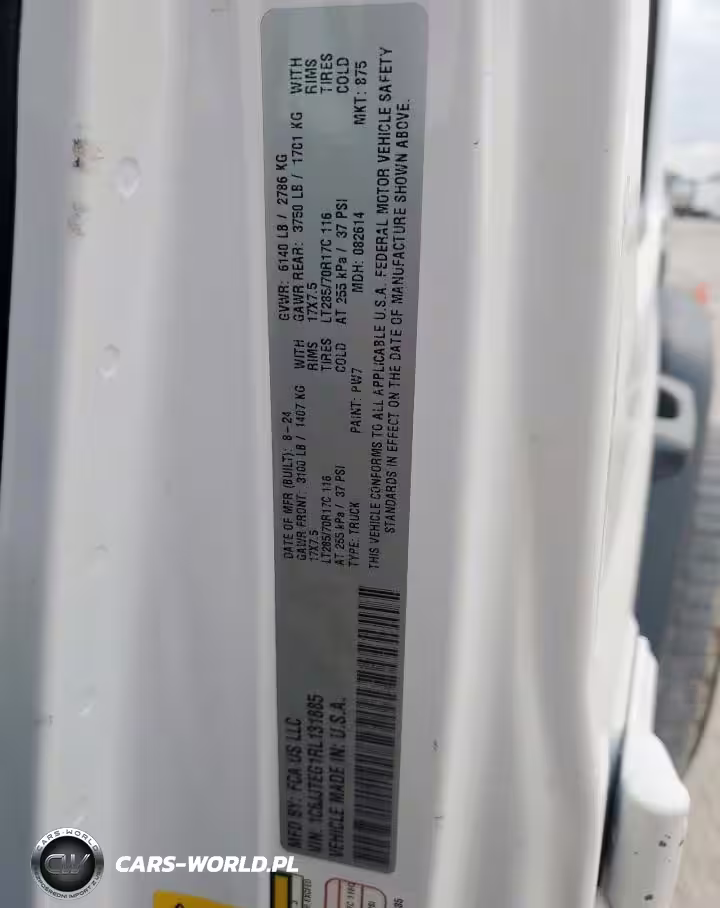 MFD BY: FCA US LLC
VIN: 1C6JJTEG1RL131885
VEHICLE MADE IN: U.S.A.
DATE OF MFR (BUILT): 8-24
GVWR: 6140 LB / 2786 KG
GAWR FRONT: 3100 LB / 1407 KG WITH
GAWR REAR: 3750 LB / 1701 KG WITH
17X7.5 RIMS
17X7.5 RIMS
LT285/70R17C 116 TIRES
LT285/70R17C 116 TIRES
AT 255 kPa / 37 PSI COLD
AT 255 kPa / 37 PSI COLD
TYPE: TRUCK
PAINT: PW7
MDH: 082614
MKT: 875
THIS VEHICLE CONFORMS TO ALL APPLICABLE U.S.A. FEDERAL MOTOR VEHICLE SAFETY
STANDARDS IN EFFECT ON THE DATE OF MANUFACTURE SHOWN ABOVE.
CARS-WORLD
CW
CARS-WORLD.PL